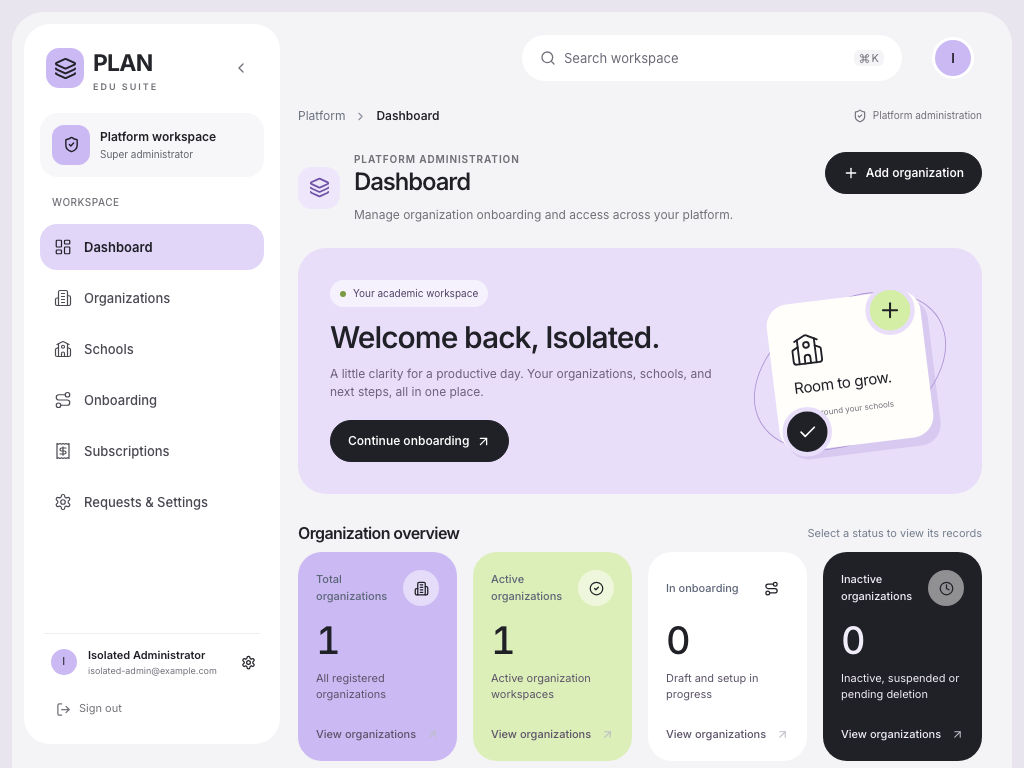 PLAN
EDU SUITE
Platform workspace
Super administrator
WORKSPACE
Dashboard
Organizations
Schools
Onboarding
Subscriptions
Requests & Settings
I
Isolated Administrator
isolated-admin@example.com
Sign out
Search workspace
⌘K
I
Platform
Dashboard
Platform administration
PLATFORM ADMINISTRATION
Dashboard
Manage organization onboarding and access across your platform.
Add organization
Your academic workspace
Welcome back, Isolated.
A little clarity for a productive day. Your organizations, schools, and
next steps, all in one place.
Continue onboarding
Room to grow.
your schools
Organization overview
Select a status to view its records
Total
organizations
1
All registered
organizations
View organizations
Active
organizations
1
Active organization
workspaces
View organizations
In onboarding
0
Draft and setup in
progress
View organizations
Inactive
organizations
0
Inactive, suspended or
pending deletion
View organizations